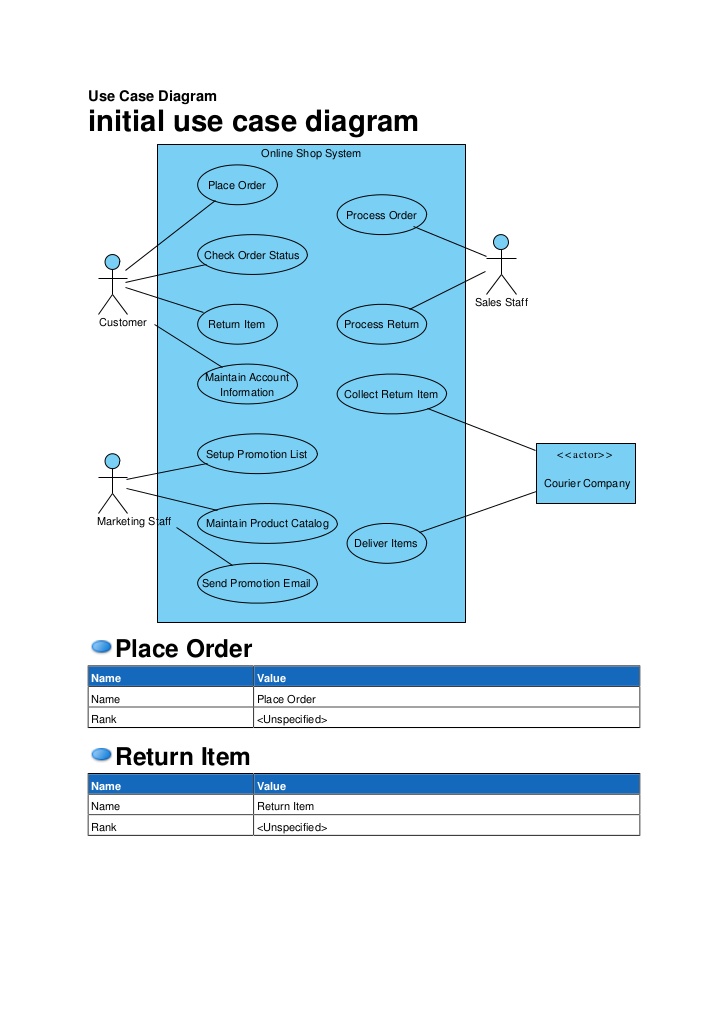 Use Case Diagram
initial use case diagram
Online Shop System
Place Order
Process Order
Check Order Status
Sales Staff
Customer
Return Item
Process Return
Maintain Account
Information
Collect Return Item
Setup Promotion List
<<actor>>
Courier Company
Marketing Staff
Maintain Product Catalog
Deliver Items
Send Promotion Email
Place Order
Name Value
Name Place Order
Rank <Unspecified>
Return Item
Name Value
Name Return Item
Rank <Unspecified>